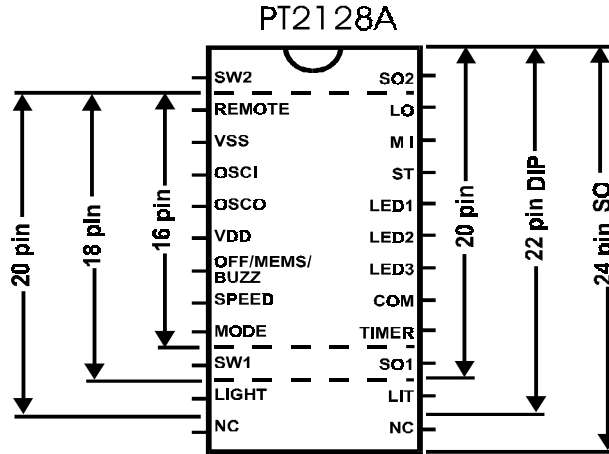 PT2128A
SW2
REMOTE
VSS
OSCI
OSCO
VDD
OFF/MEMS/
BUZZ
SPEED
MODE
SW1
LIGHT
NC
SO2
LO
MI
ST
LED1
LED2
LED3
COM
TIMER
SO1
LIT
NC
20 pin
18 pin
16 pin
20 pin
22 pin DIP
24 pin SO